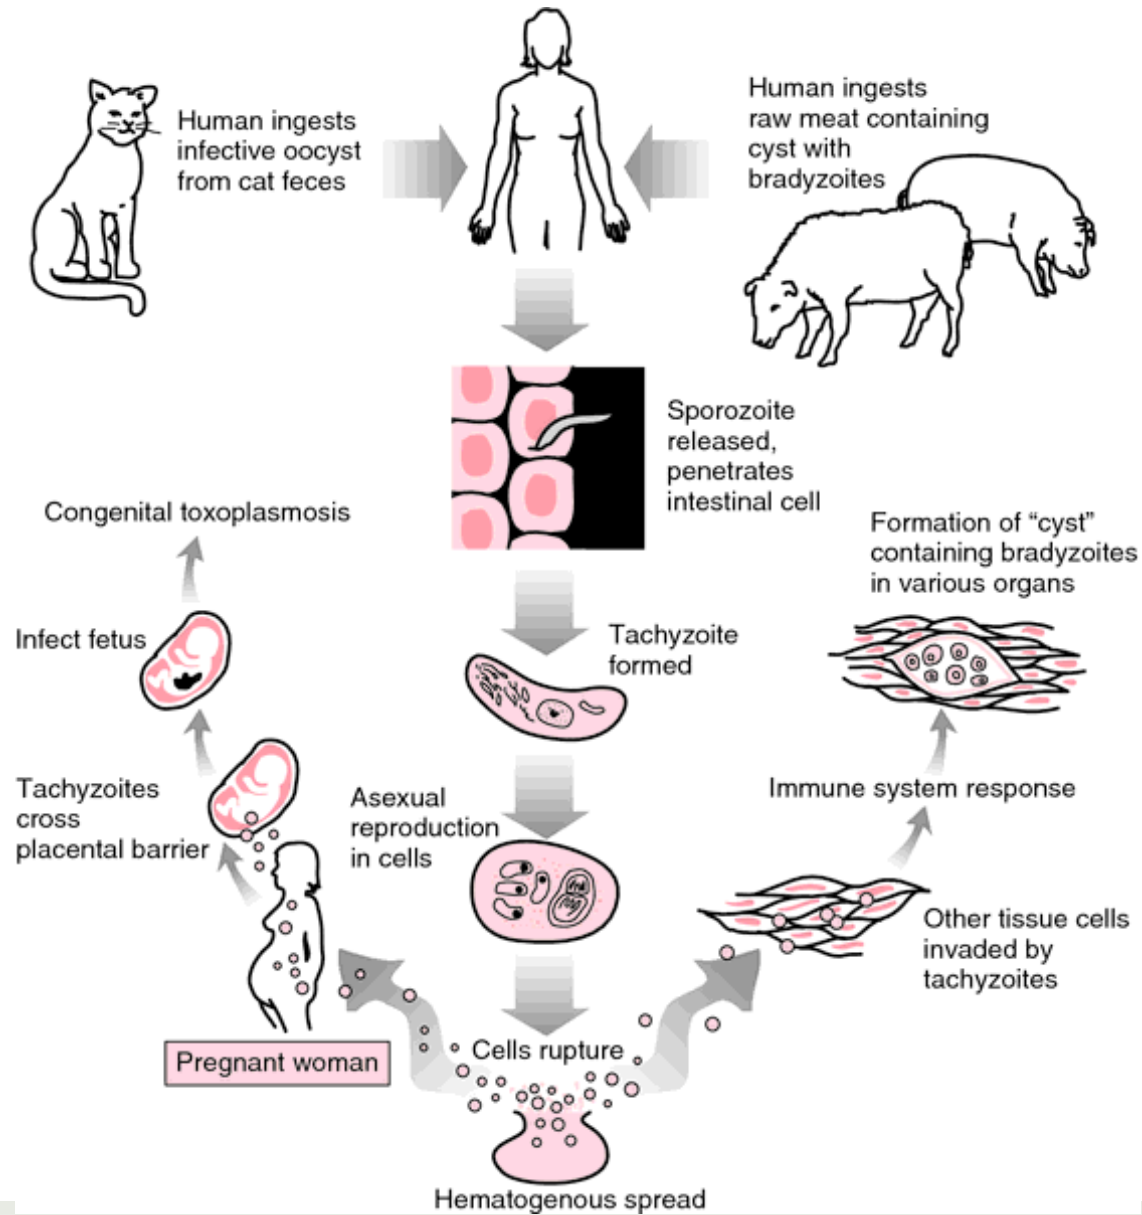 Human ingests
infective oocyst
from cat feces
Human ingests
raw meat containing
cyst with
bradyzoites
Sporozoite
released,
penetrates
intestinal cell
Congenital toxoplasmosis
Formation of “cyst”
containing bradyzoites
in various organs
Infect fetus
Tachyzoite
formed
Tachyzoites
cross
placental barrier
Asexual
reproduction
in cells
Immune system response
Other tissue cells
invaded by
tachyzoites
Pregnant woman
Cells rupture
Hematogenous spread